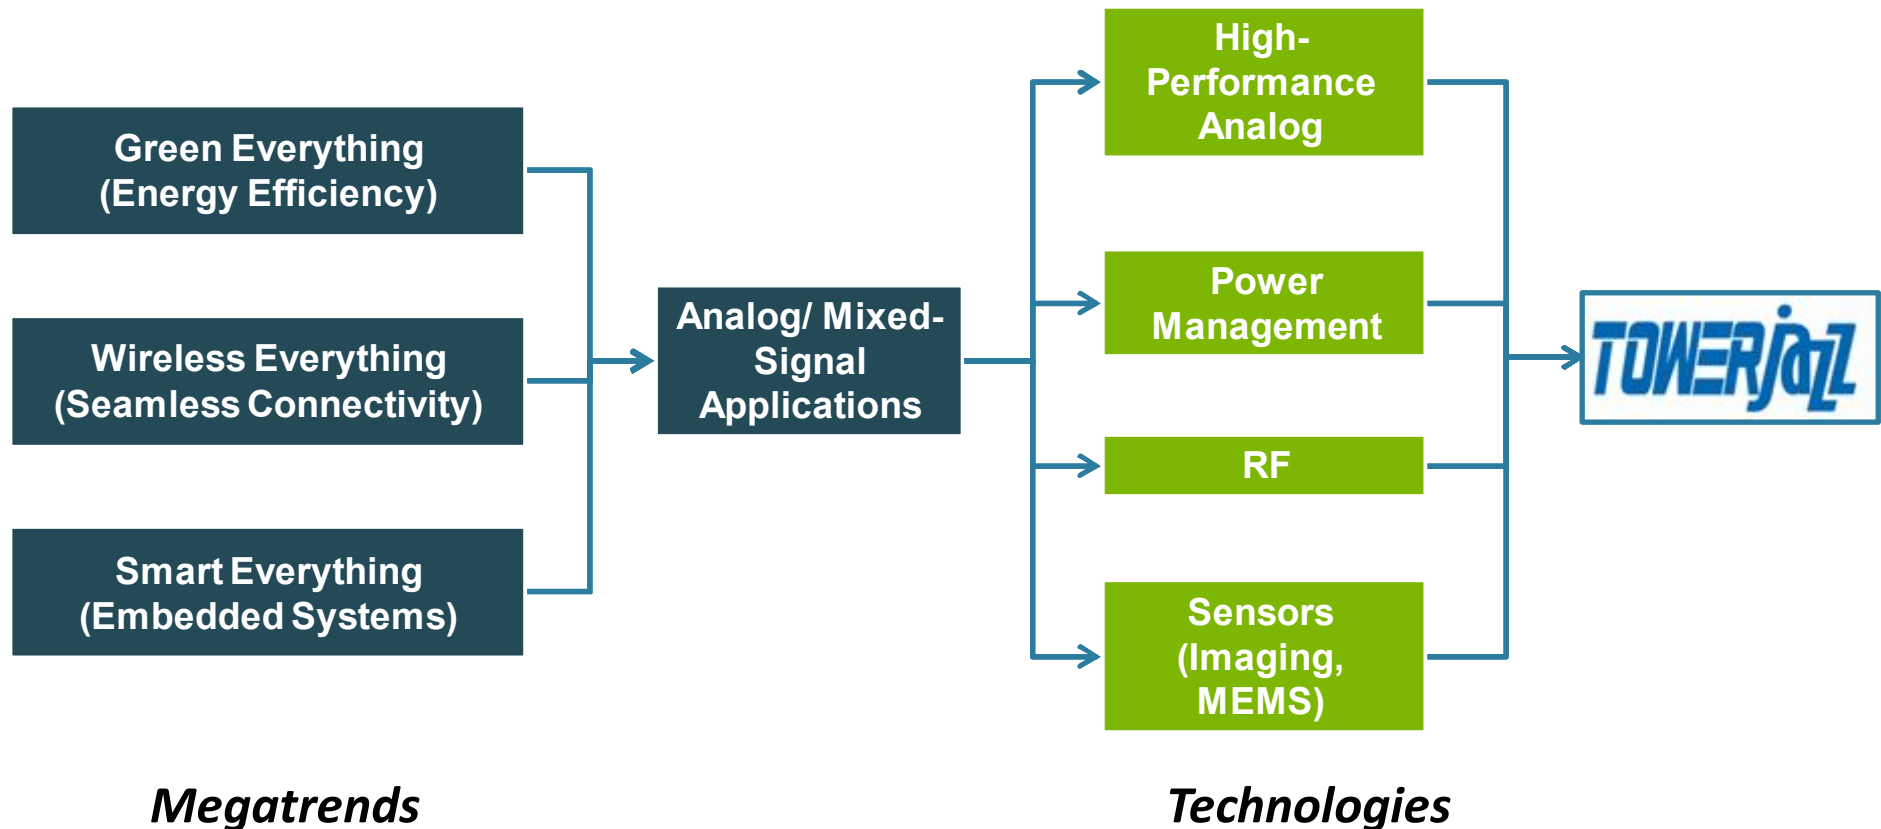 Green Everything
(Energy Efficiency)
Wireless Everything
(Seamless Connectivity)
Smart Everything
(Embedded Systems)
Analog/ Mixed-
Signal
Applications
High-
Performance
Analog
Power
Management
RF
Sensors
(Imaging,
MEMS)
TOWERjazz
Megatrends
Technologies